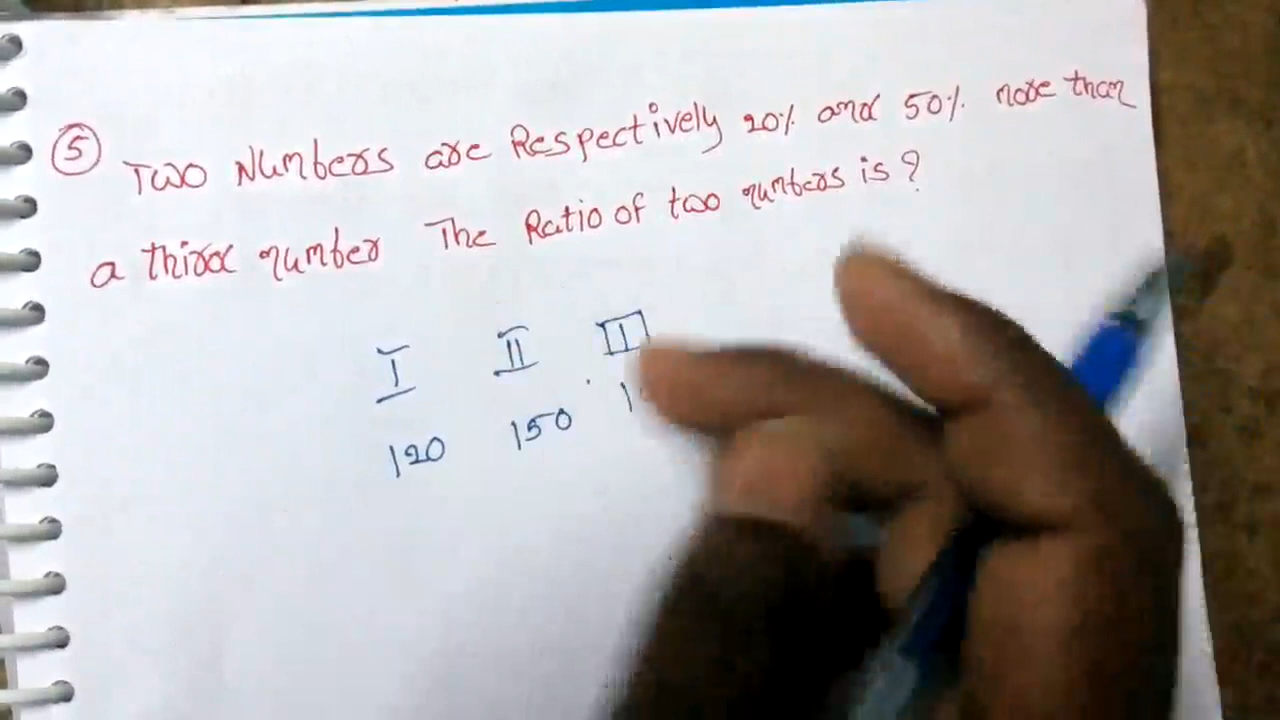 5 Two Numbers are Respectively 20% and 50% more than
a third number The Ratio of two numbers is ?
I II III
120 150